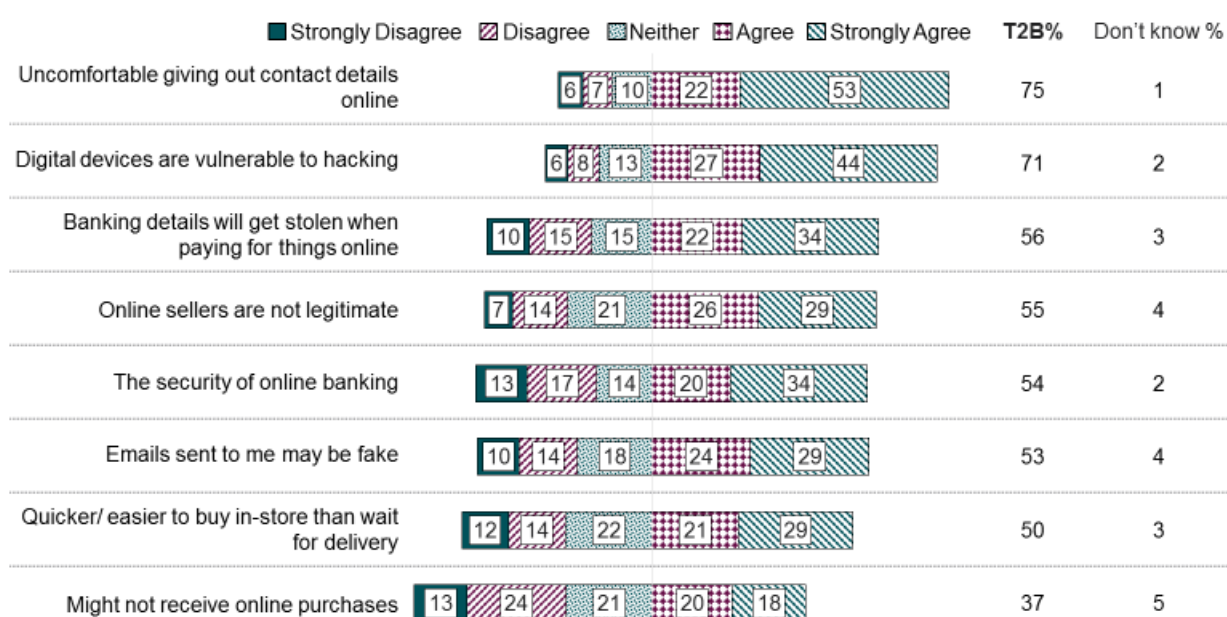 Strongly Disagree Disagree Neither Agree Strongly Agree T2B% Don't know %
Uncomfortable giving out contact details
online
6 7 10 22 53 75 1
Digital devices are vulnerable to hacking 6 8 13 27 44 71 2
Banking details will get stolen when
paying for things online
10 15 15 22 34 56 3
Online sellers are not legitimate 7 14 21 26 29 55 4
The security of online banking 13 17 14 20 34 54 2
Emails sent to me may be fake 10 14 18 24 29 53 4
Quicker/ easier to buy in-store than wait
for delivery
12 14 22 21 29 50 3
Might not receive online purchases 13 24 21 20 18 37 5